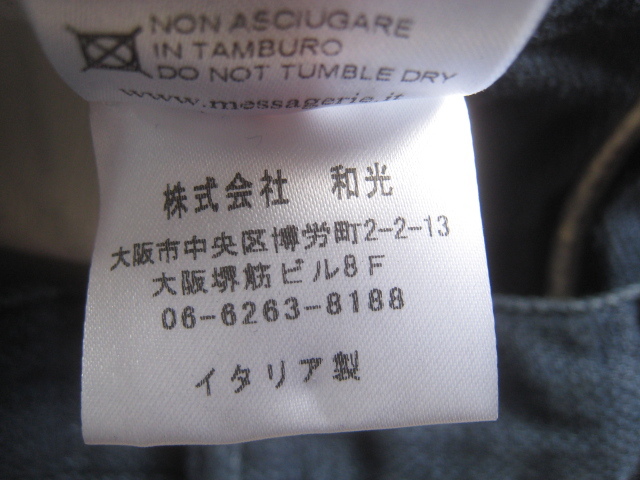 NON ASCIUGARE
IN TAMBURO
DO NOT TUMBLE DRY
www.messagerie.it
株式会社 和光
大阪市中央区博労町2-2-13
大阪堺筋ビル8F
06-6263-8188
イタリア製